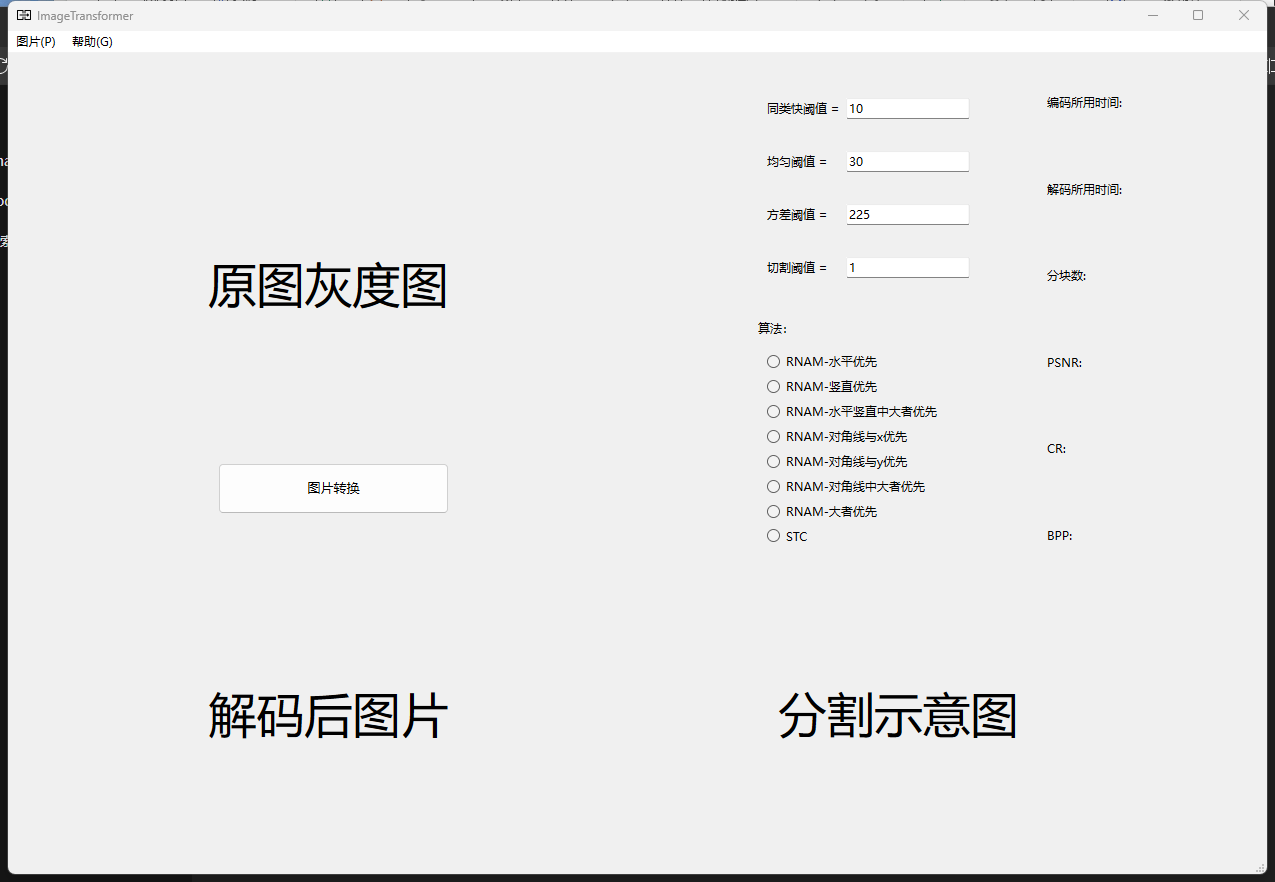 ImageTransformer
图片(P) 帮助(G)
原图灰度图
图片转换
同类快阈值 = 10
均匀阈值 = 30
方差阈值 = 225
切割阈值 = 1
算法:
RNAM-水平优先
RNAM-竖直优先
RNAM-水平竖直中大者优先
RNAM-对角线与x优先
RNAM-对角线与y优先
RNAM-对角线中大者优先
RNAM-大者优先
STC
编码所用时间:
解码所用时间:
分块数:
PSNR:
CR:
BPP:
解码后图片
分割示意图